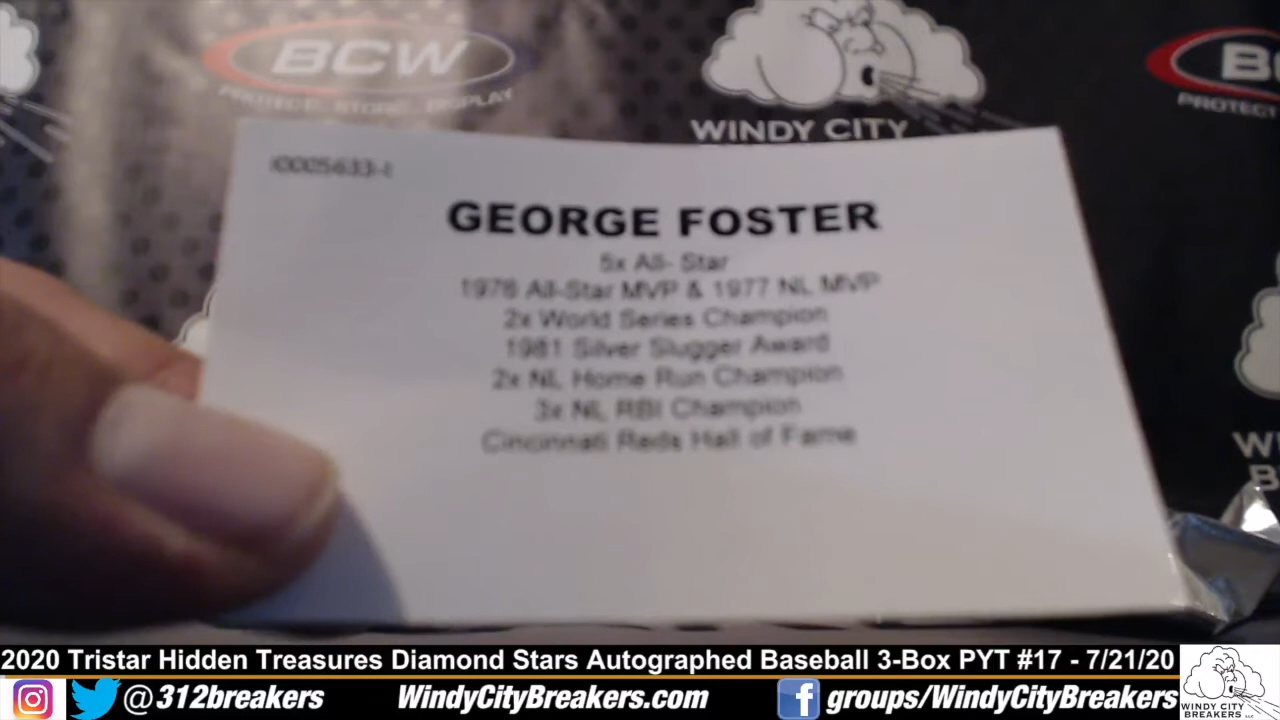 BCW
PROTECT. STORE. DISPLAY
WINDY CITY
B
PROTECT
GEORGE FOSTER
5x All- Star
1976 All-Star MVP & 1977 NL MVP
2x World Series Champion
1981 Silver Slugger Award
2x NL Home Run Champion
3x NL RBI Champion
Cincinnati Reds Hall of Fame
W
B
2020 Tristar Hidden Treasures Diamond Stars Autographed Baseball 3-Box PYT #17 - 7/21/20
@312breakers WindyCityBreakers.com groups/WindyCityBreakers
WINDY CITY
BREAKERS LLC